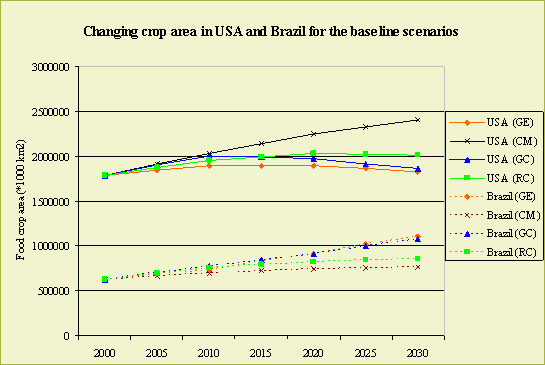 Changing crop area in USA and Brazil for the baseline scenarios
Food crop area (*1000 km2)
3000000
2500000
2000000
1500000
1000000
500000
0
2000 2005 2010 2015 2020 2025 2030
USA (GE)
USA (CM)
USA (GC)
USA (RC)
Brazil (GE)
Brazil (CM)
Brazil (GC)
Brazil (RC)